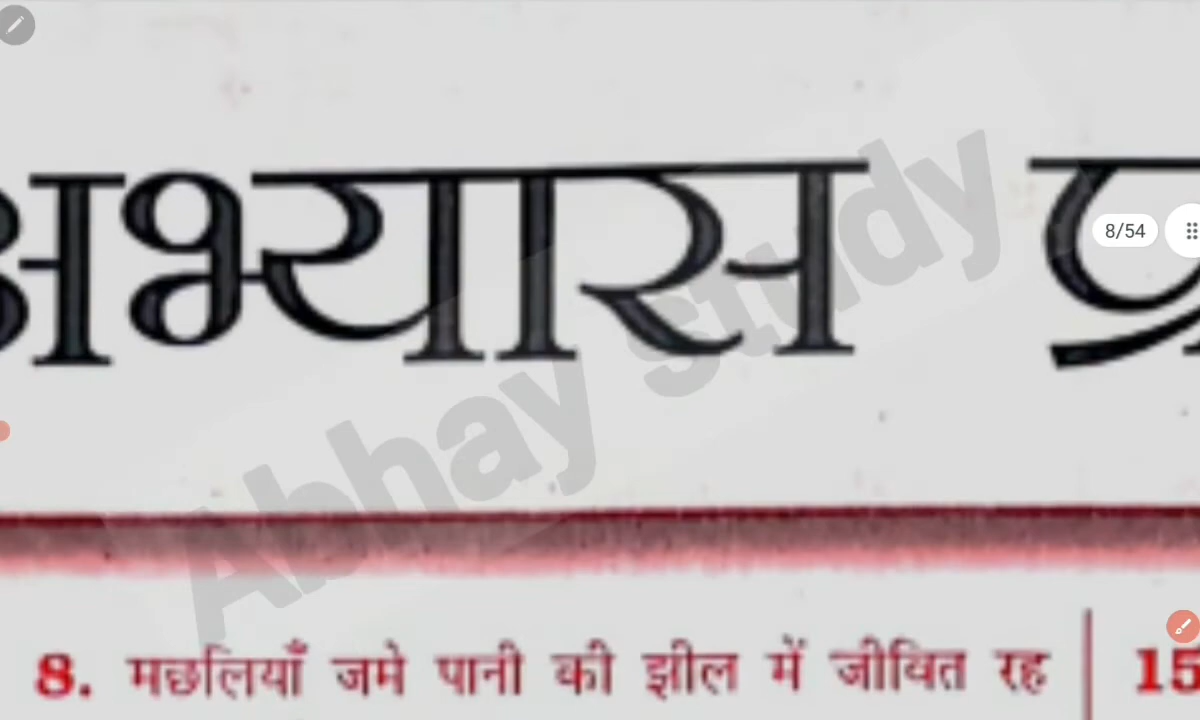 अभ्यास प्र
8/54
Abhay study
8. मछलियाँ जमे पानी की झील में जीवित रह
15